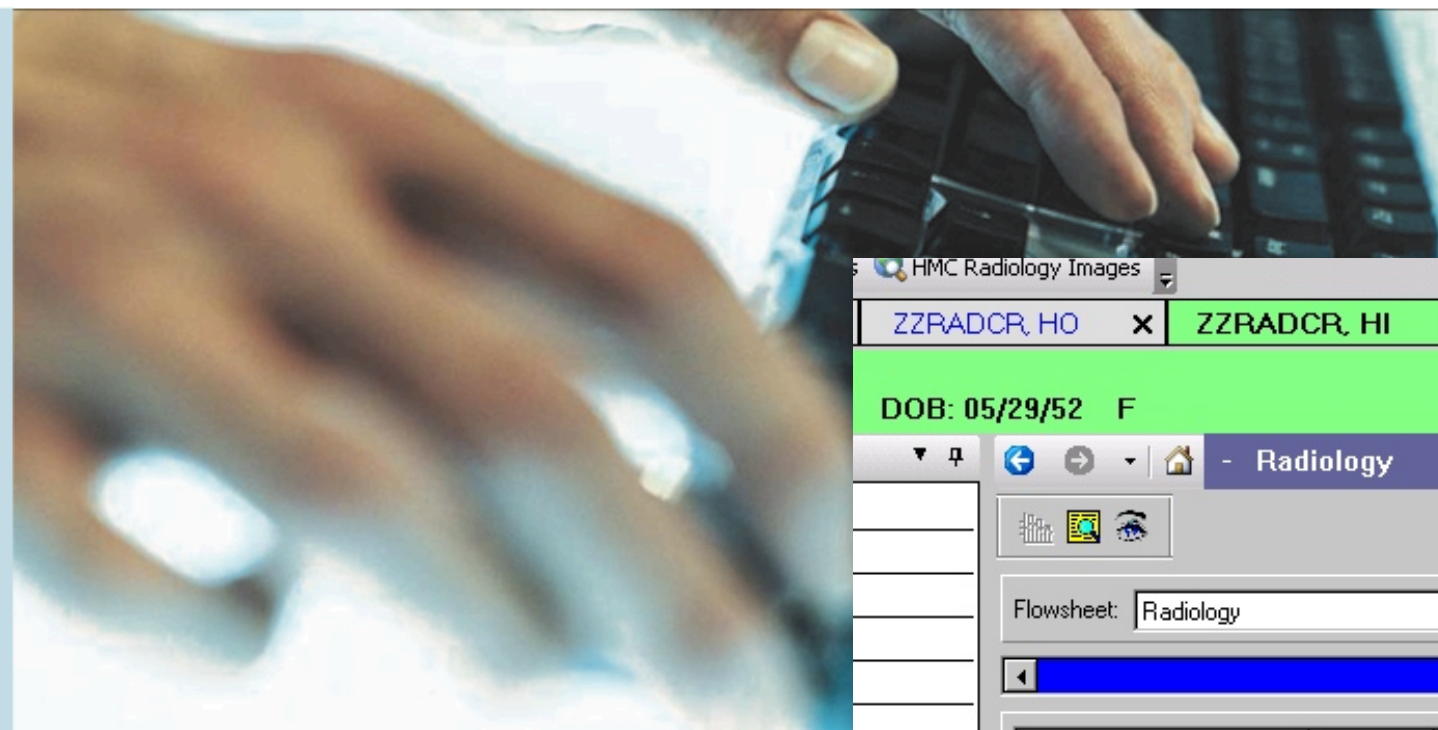 HMC Radiology Images
ZZRADCR, HO X ZZRADCR, HI
DOB: 05/29/52 F
- Radiology
Flowsheet: Radiology